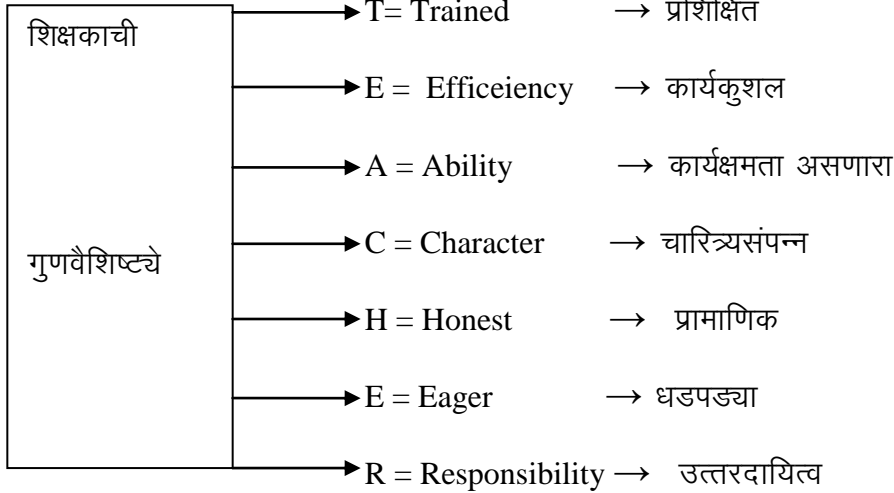 शिक्षकाची
गुणवैशिष्ट्ये
T= Trained → प्रशिक्षित
E = Efficeiency → कार्यकुशल
A = Ability → कार्यक्षमता असणारा
C = Character → चारित्र्यसंपन्न
H = Honest → प्रामाणिक
E = Eager → धडपड्या
R = Responsibility → उत्तरदायित्व